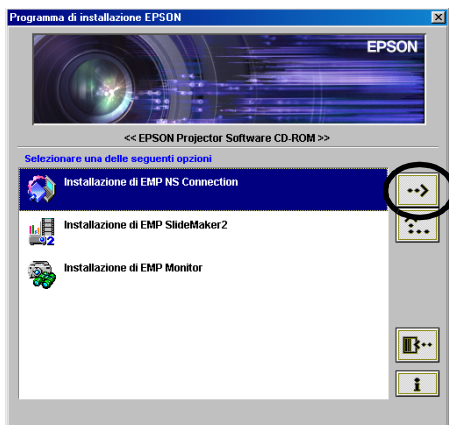 Programma di installazione EPSON
EPSON
<< EPSON Projector Software CD-ROM >>
Selezionare una delle seguenti opzioni
Installazione di EMP NS Connection
Installazione di EMP SlideMaker2
2
Installazione di EMP Monitor
i